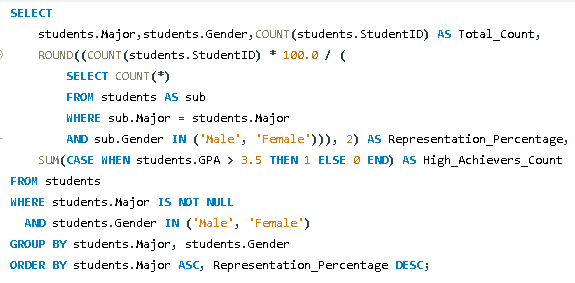 SELECT
students.Major,students.Gender,COUNT(students.StudentID) AS Total_Count,
ROUND((COUNT(students.StudentID) * 100.0 / (
SELECT COUNT(*)
FROM students AS sub
WHERE sub.Major = students.Major
AND sub.Gender IN ('Male', 'Female'))), 2) AS Representation_Percentage,
SUM(CASE WHEN students.GPA > 3.5 THEN 1 ELSE 0 END) AS High_Achievers_Count
FROM students
WHERE students.Major IS NOT NULL
AND students.Gender IN ('Male', 'Female')
GROUP BY students.Major, students.Gender
ORDER BY students.Major ASC, Representation_Percentage DESC;